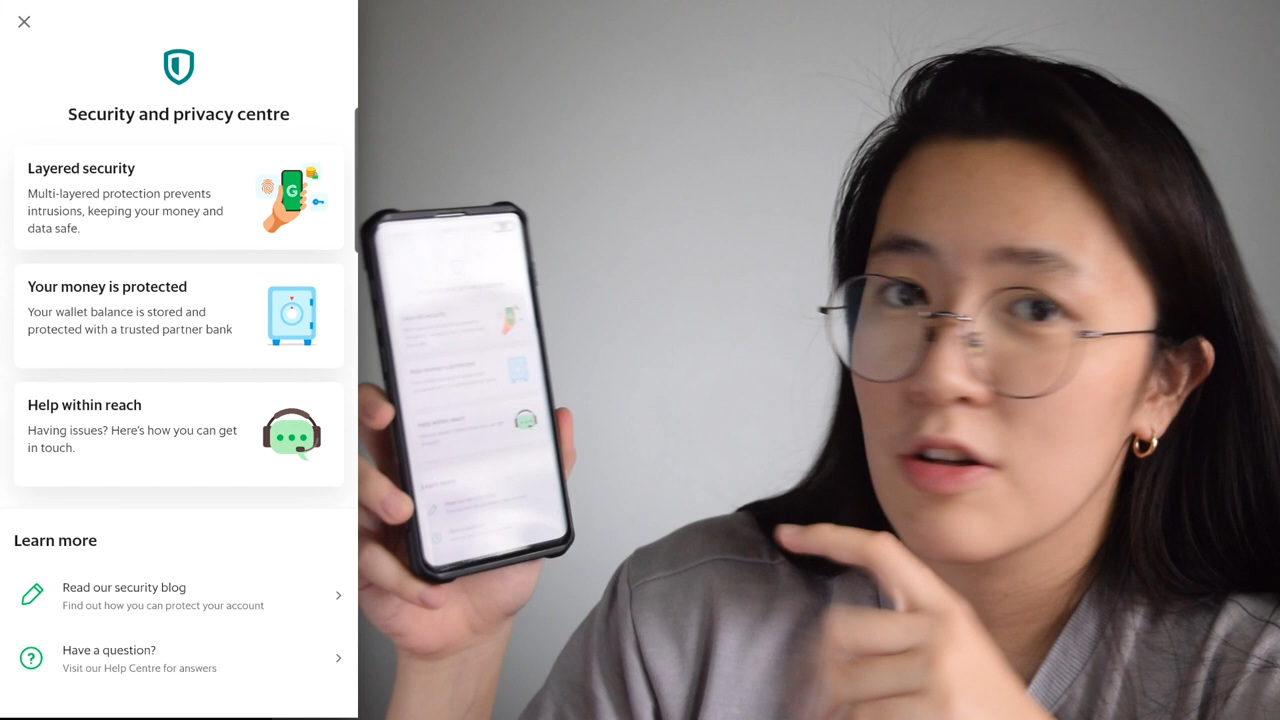 Security and privacy centre
Layered security
Multi-layered protection prevents
intrusions, keeping your money and
data safe.
G
Your money is protected
Your wallet balance is stored and
protected with a trusted partner bank
Help within reach
Having issues? Here's how you can get
in touch.
Learn more
Read our security blog
Find out how you can protect your account
Have a question?
Visit our Help Centre for answers